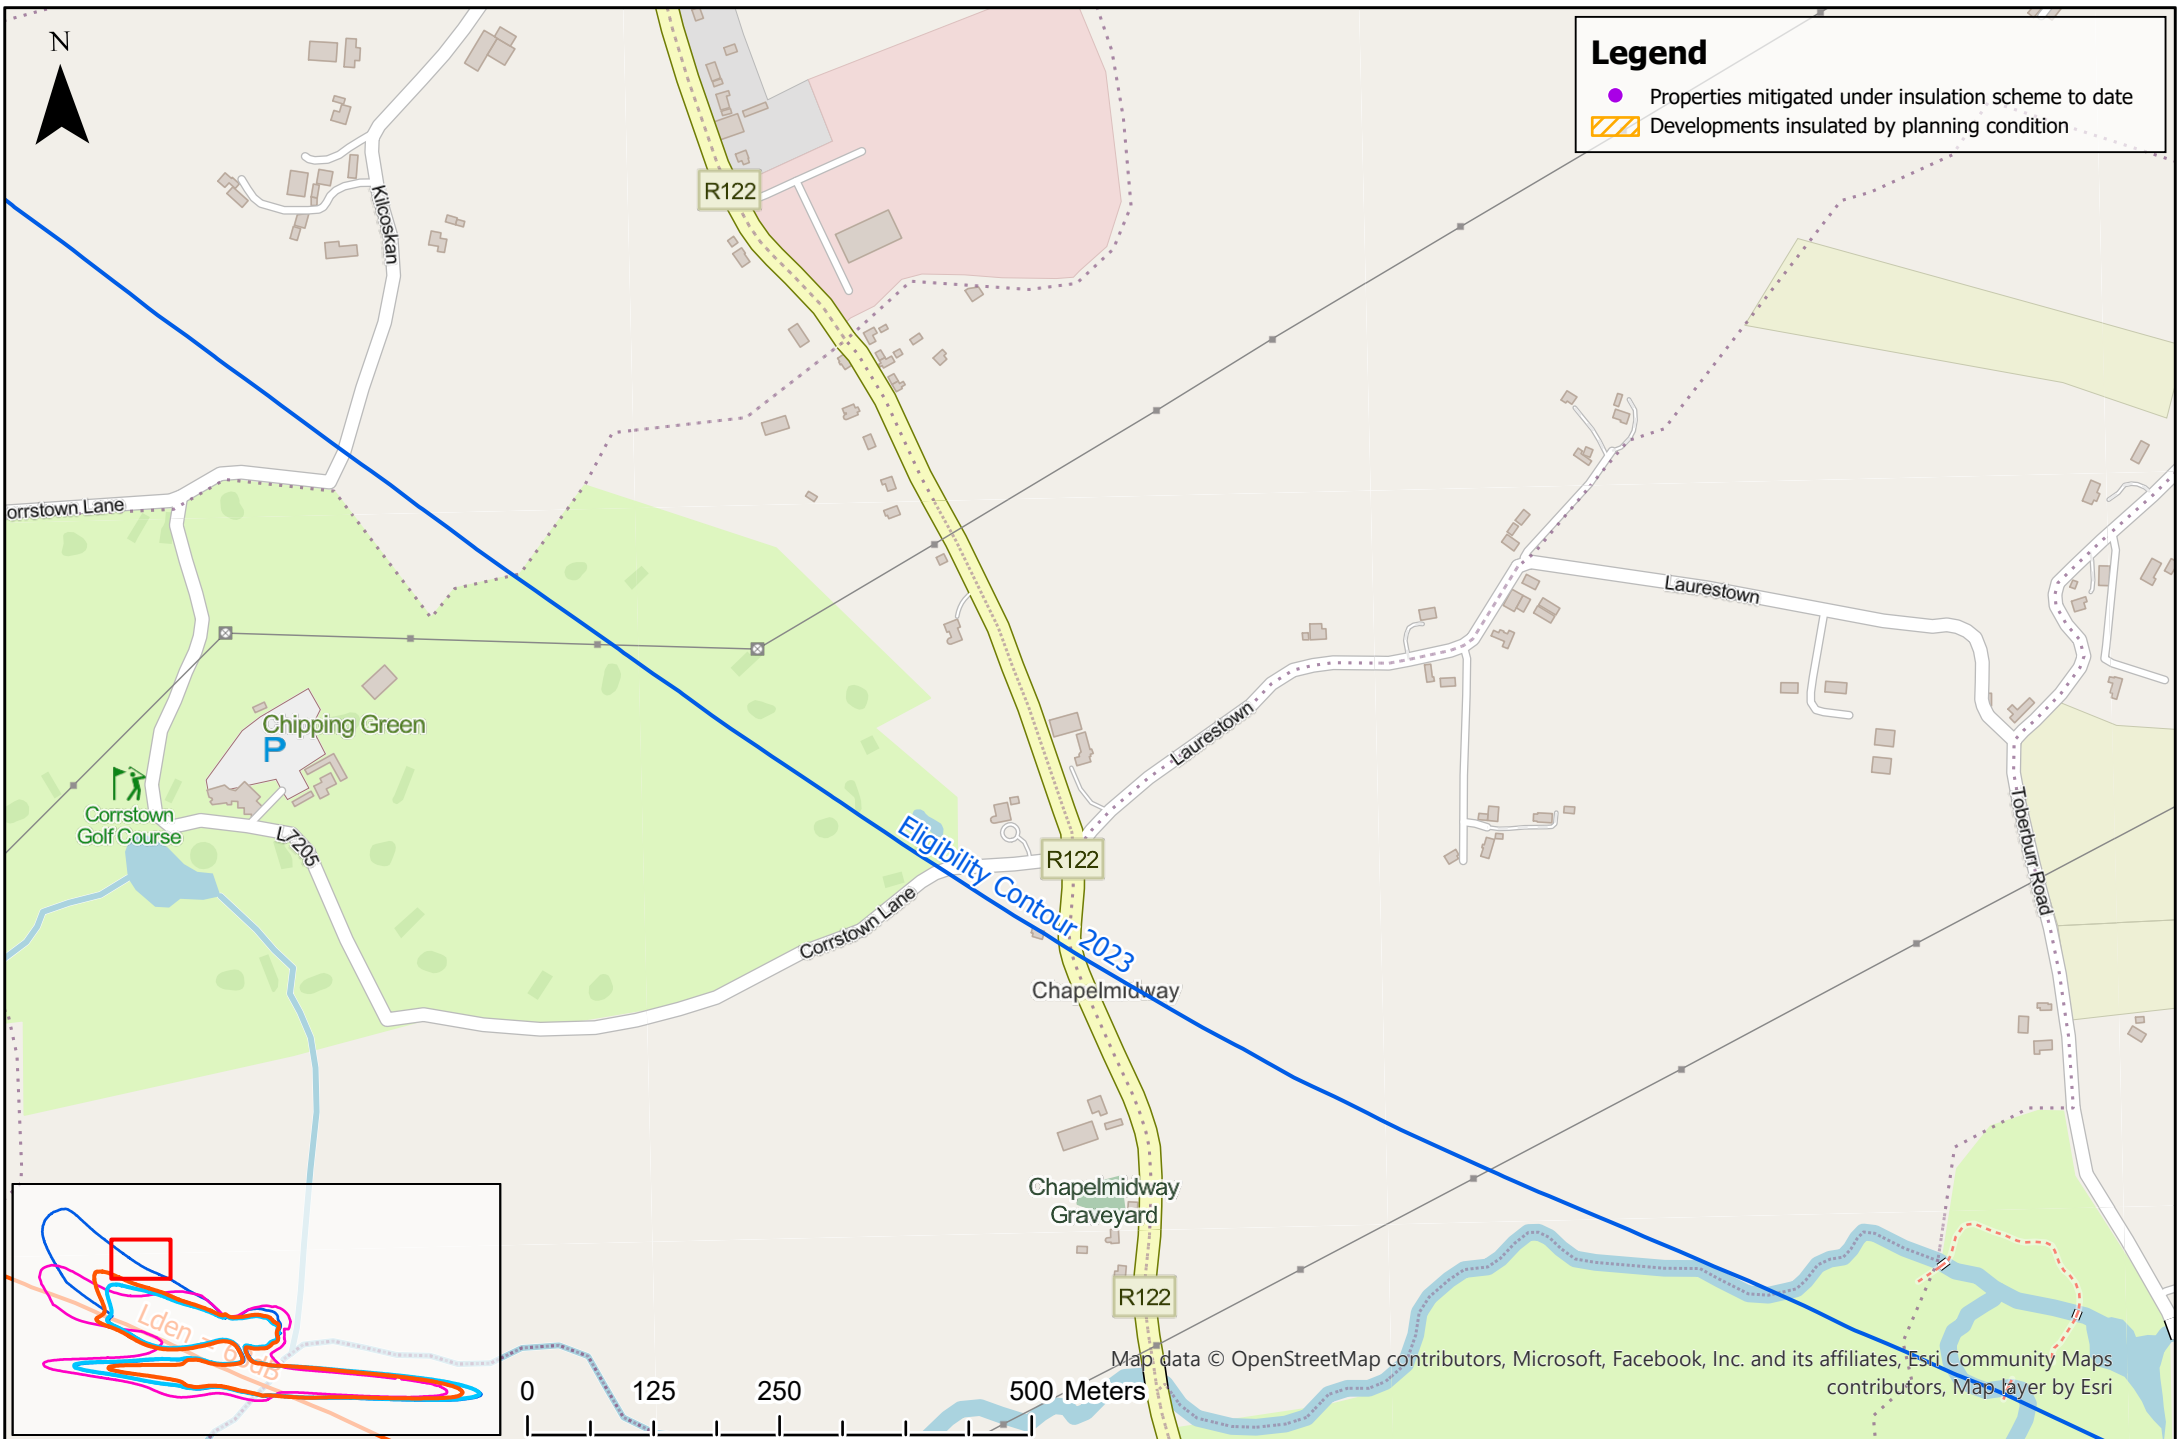 N
Legend
Properties mitigated under insulation scheme to date
Developments insulated by planning condition
R122
Kilcoskan
orrstown Lane
Laurestown
Laurestown
Chipping Green
P
Corrstown
Golf Course
L7205
R122
Eligibility Contour 2023
Corrstown Lane
Toberburr Road
Chapelmidway
Chapelmidway
Graveyard
R122
Lden = 63dB
0 125 250 500 Meters
Map data © OpenStreetMap contributors, Microsoft, Facebook, Inc. and its affiliates, Esri Community Maps
contributors, Map layer by Esri